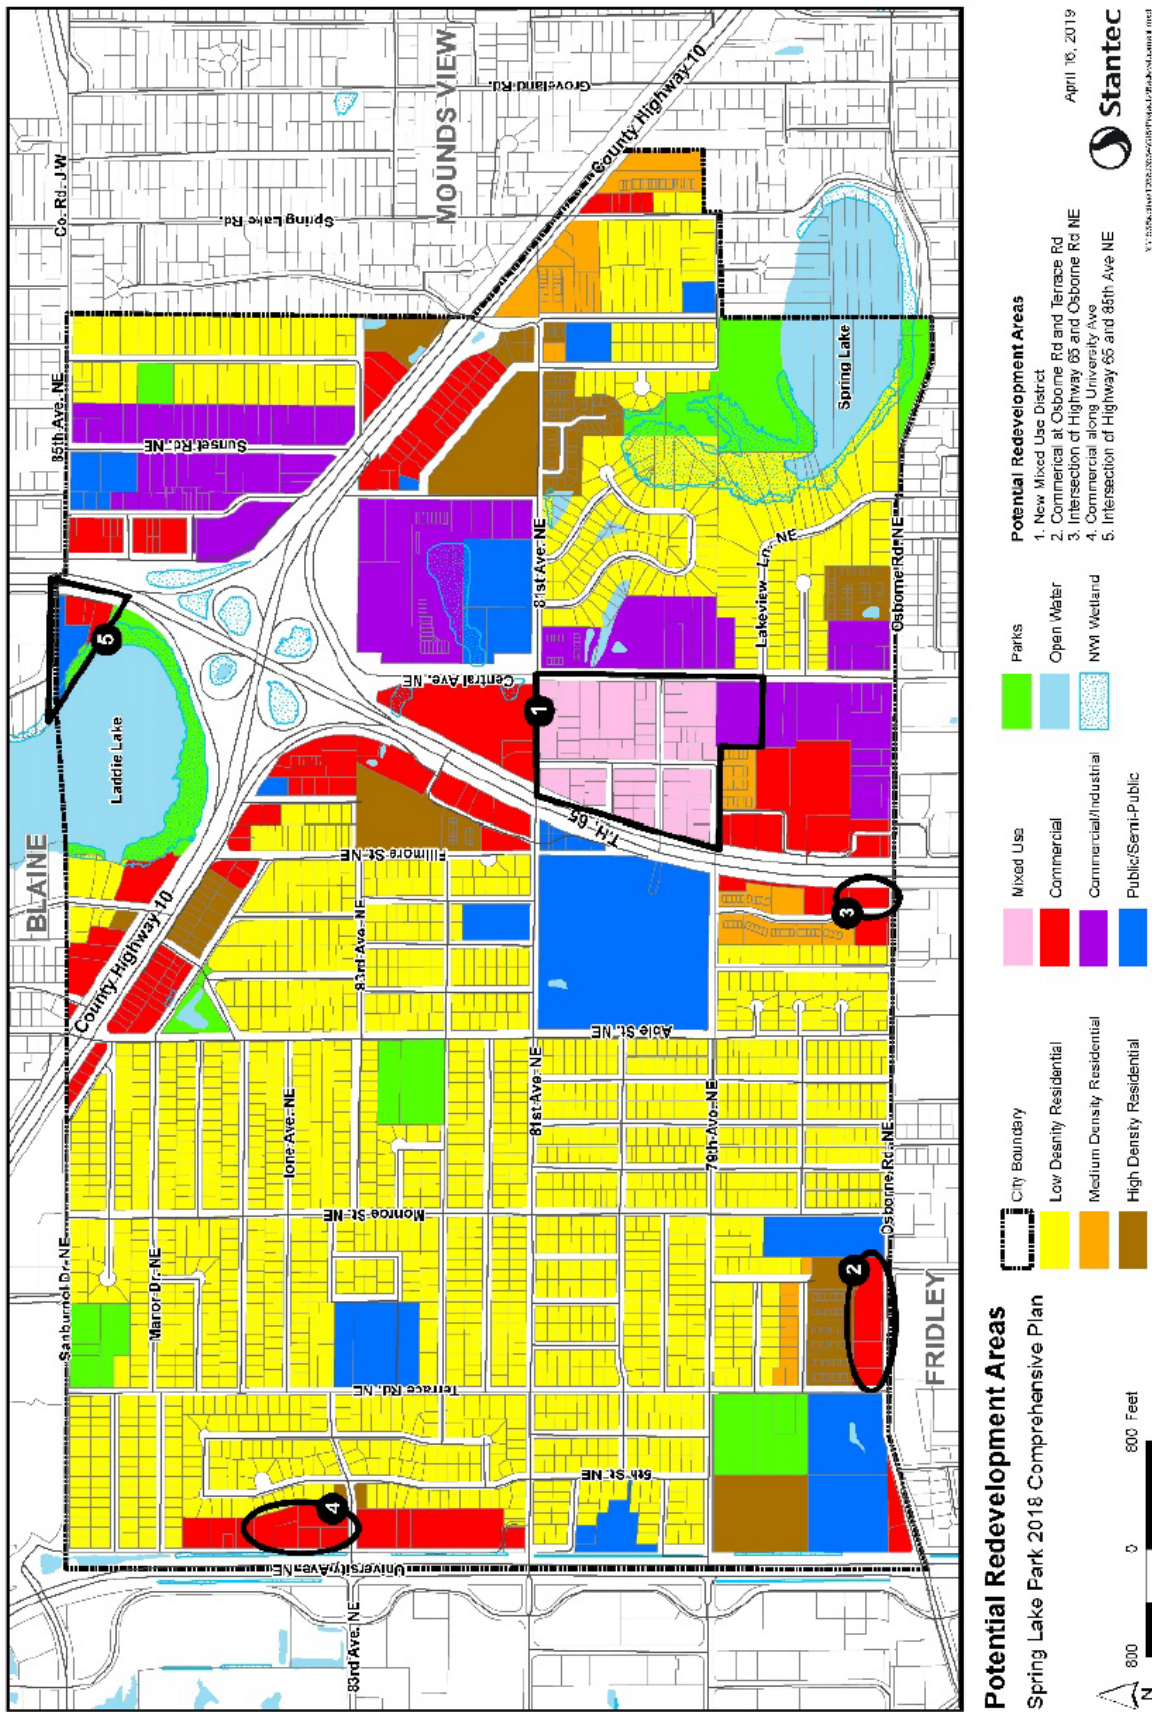 Co. Rd. J-W
85th Ave. NE
Groveland Rd.
MOUNDS VIEW
Spring Lake Rd.
County Highway 10
Sunset Rd. NE
5
Laddie Lake
BLAINE
County Highway 10
Central Ave. NE
81st Ave. NE
Spring Lake
Lakeview Ln. NE
Osborne Rd. NE
1
T.H. 65
Fillmore St. NE
83rd Ave. NE
3
Able St. NE
Sanburnol Dr. NE
Manor Dr. NE
Ione Ave. NE
Monroe St. NE
81st Ave. NE
79th Ave. NE
Osborne Rd. NE
2
Terrace Rd. NE
5th St. NE
4
University Ave. NE
83rd Ave. NE
FRIDLEY
Potential Redevelopment Areas
Spring Lake Park 2018 Comprehensive Plan
800
0
800 Feet
N
City Boundary
Low Desnity Residential
Medium Density Residential
High Density Residential
Mixed Use
Commercial
Commercial/Industrial
Public/Semi-Public
Parks
Open Water
NWI Wetland
Potential Redevelopment Areas
1. New Mixed Use District
2. Commerical at Osborne Rd and Terrace Rd
3. Intersection of Highway 65 and Osborne Rd NE
4. Commercial along University Ave
5. Intersection of Highway 65 and 85th Ave NE
April 16, 2019
Stantec